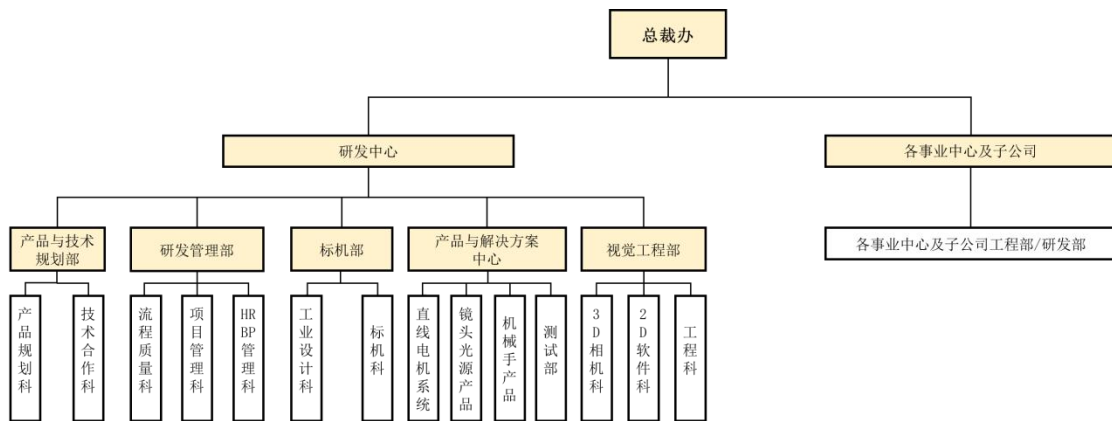 总裁办
研发中心
各事业中心及子公司
产品与技术
规划部
研发管理部
标机部
产品与解决方案
中心
视觉工程部
各事业中心及子公司工程部/研发部
产品规划科
技术合作科
流程质量科
项目管理科
HRBP管理科
工业设计科
标机科
直线电机系统
镜头光源产品
机械手产品
测试部
3D相机科
2D软件科
工程科